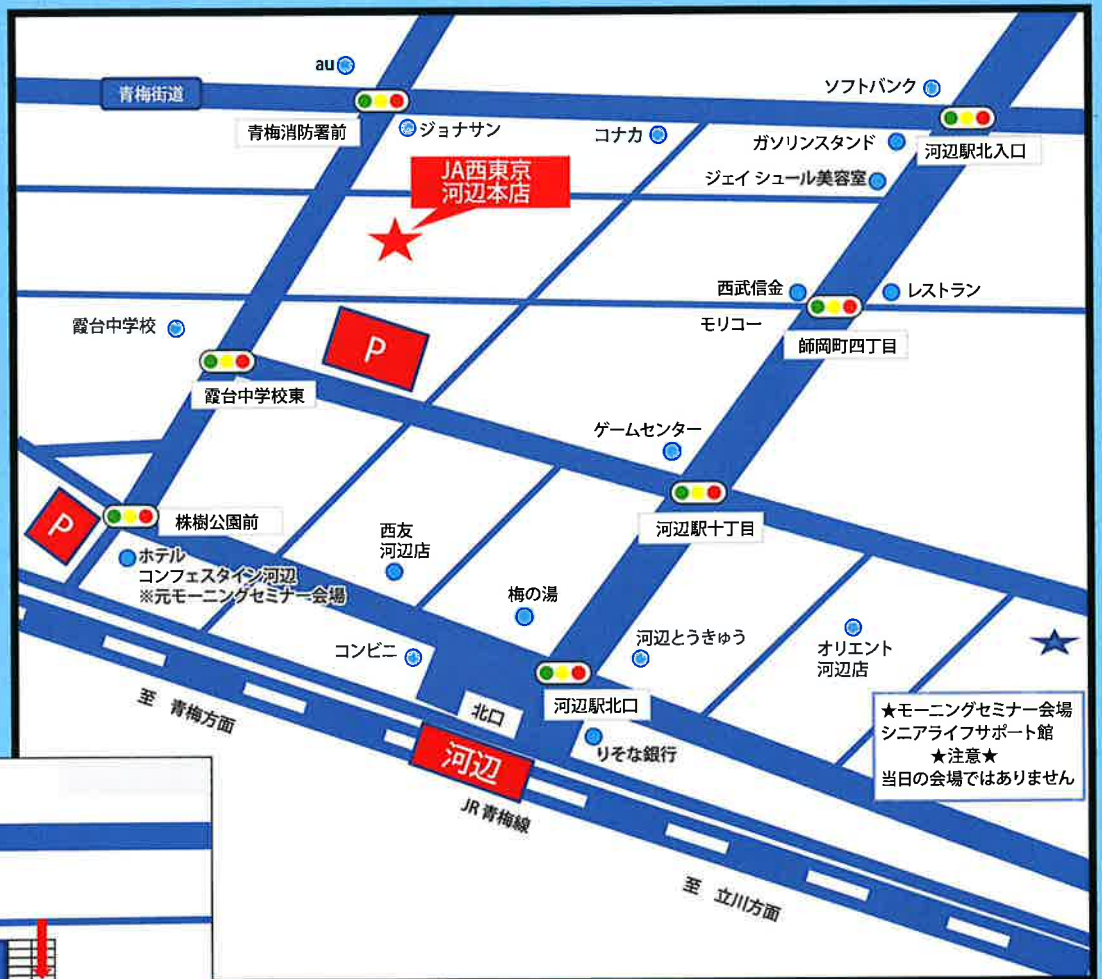 au
青梅街道
ソフトバンク
青梅消防署前
ジョナサン
コナカ
ガソリンスタンド
河辺駅北入口
JA西東京
河辺本店
ジェイ シュール美容室
西武信金
レストラン
モリコー
師岡町四丁目
霞台中学校
P
霞台中学校東
ゲームセンター
河辺駅十丁目
P
株樹公園前
西友
河辺店
ホテル
コンフェスタイン河辺
※元モーニングセミナー会場
梅の湯
コンビニ
河辺とうきゅう
オリエント
河辺店
至 青梅方面
北口
河辺駅北口
★モーニングセミナー会場
シニアライフサポート館
★注意★
当日の会場ではありません
河辺
りそな銀行
JR 青梅線
至 立川方面